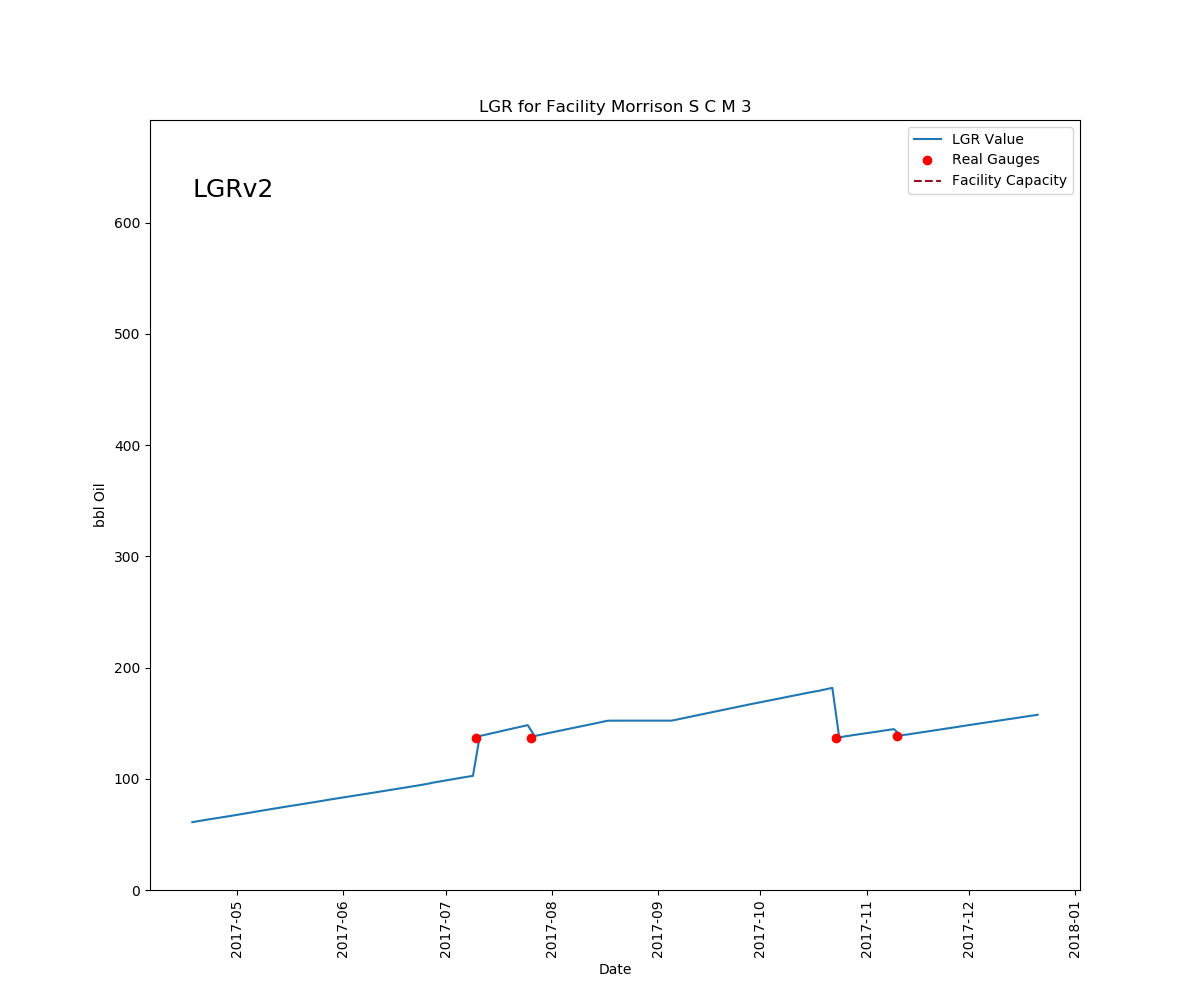 LGR for Facility Morrison S C M 3
LGR Value
Real Gauges
Facility Capacity
LGRv2
600
500
400
300
200
100
0
bbl Oil
2017-05
2017-06
2017-07
2017-08
2017-09
2017-10
2017-11
2017-12
2018-01
Date